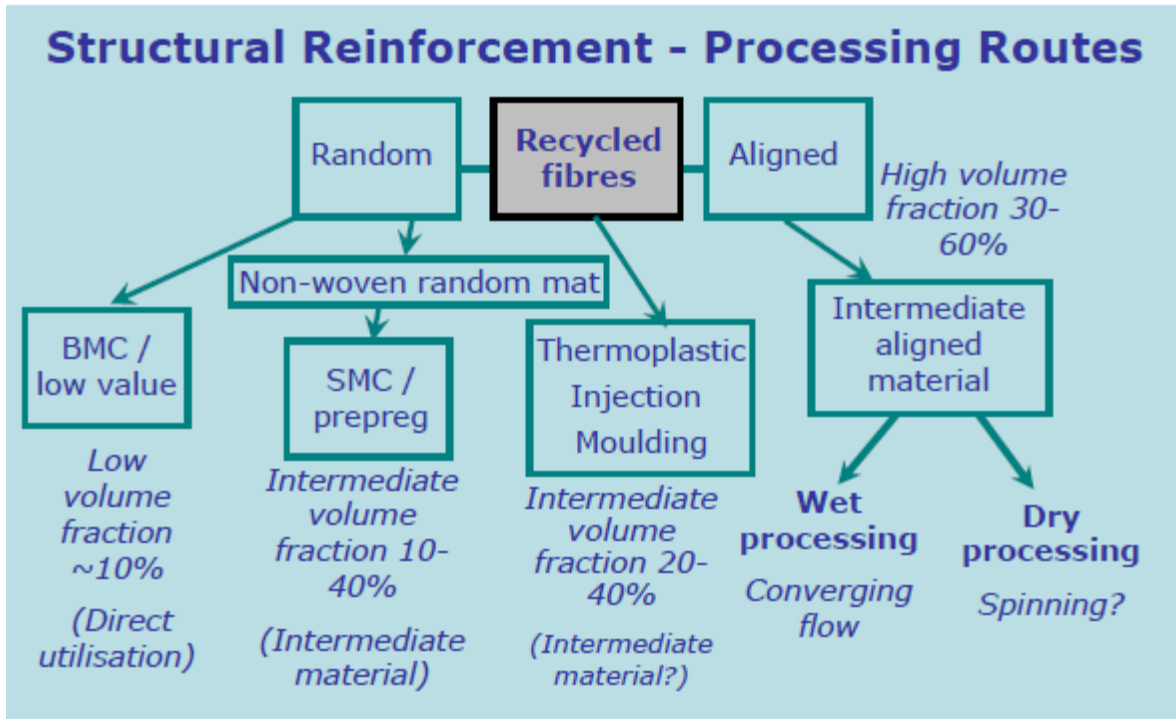 Structural Reinforcement - Processing Routes
Random
Recycled
fibres
Aligned
High volume
fraction 30-
60%
Non-woven random mat
BMC /
low value
SMC /
prepreg
Thermoplastic
Injection
Moulding
Intermediate
aligned
material
Low
volume
fraction
~10%
(Direct
utilisation)
Intermediate
volume
fraction 10-
40%
(Intermediate
material)
Intermediate
volume
fraction 20-
40%
(Intermediate
material?)
Wet
processing
Converging
flow
Dry
processing
Spinning?